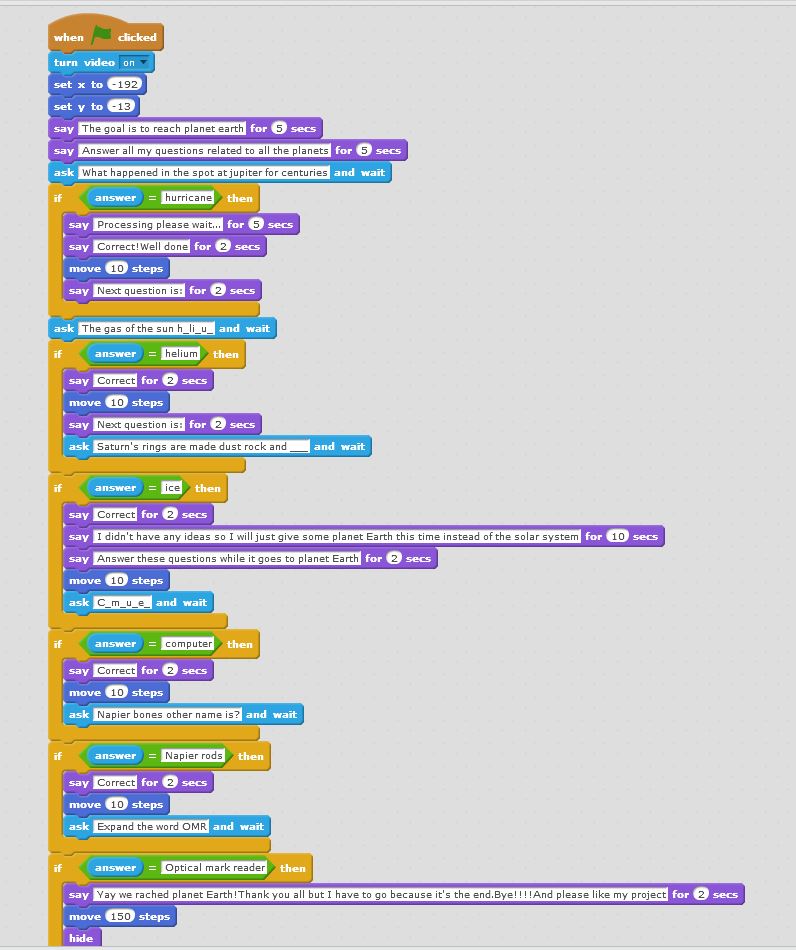 when clicked
turn video on
set x to -192
set y to -13
say The goal is to reach planet earth for 5 secs
say Answer all my questions related to all the planets for 5 secs
ask What happened in the spot at jupiter for centuries and wait
if answer = hurricane then
say Processing please wait... for 5 secs
say Correct!Well done for 2 secs
move 10 steps
say Next question is: for 2 secs
ask The gas of the sun h_li_u_ and wait
if answer = helium then
say Correct for 2 secs
move 10 steps
say Next question is: for 2 secs
ask Saturn's rings are made dust rock and ___ and wait
if answer = ice then
say Correct for 2 secs
say I didn't have any ideas so I will just give some planet Earth this time instead of the solar system for 10 secs
say Answer these questions while it goes to planet Earth for 2 secs
move 10 steps
ask C_m_u_e_ and wait
if answer = computer then
say Correct for 2 secs
move 10 steps
ask Napier bones other name is? and wait
if answer = Napier rods then
say Correct for 2 secs
move 10 steps
ask Expand the word OMR and wait
if answer = Optical mark reader then
say Yay we rached planet Earth!Thank you all but I have to go because it's the end.Bye!!!!And please like my project for 2 secs
move 150 steps
hide